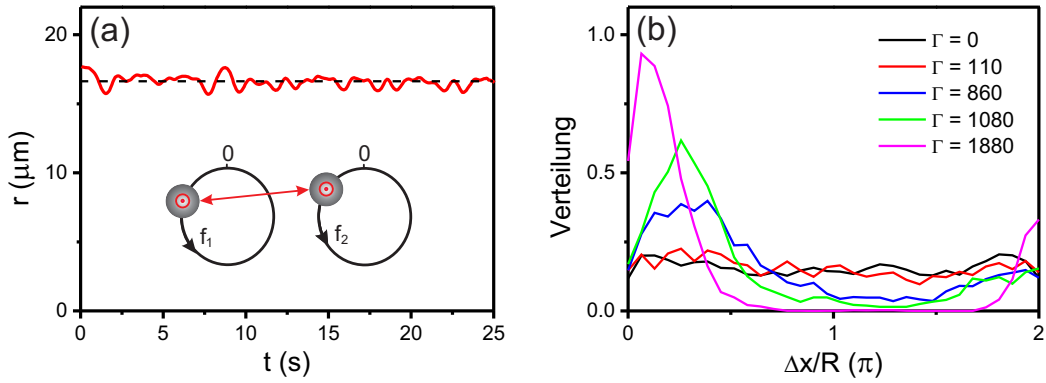 (a)
r (μm)
20
10
0
0
0
f₁
f₂
0
5
10
15
20
25
t (s)
(b)
Verteilung
1.0
0.5
0.0
Γ = 0
Γ = 110
Γ = 860
Γ = 1080
Γ = 1880
0
1
2
Δx/R (π)